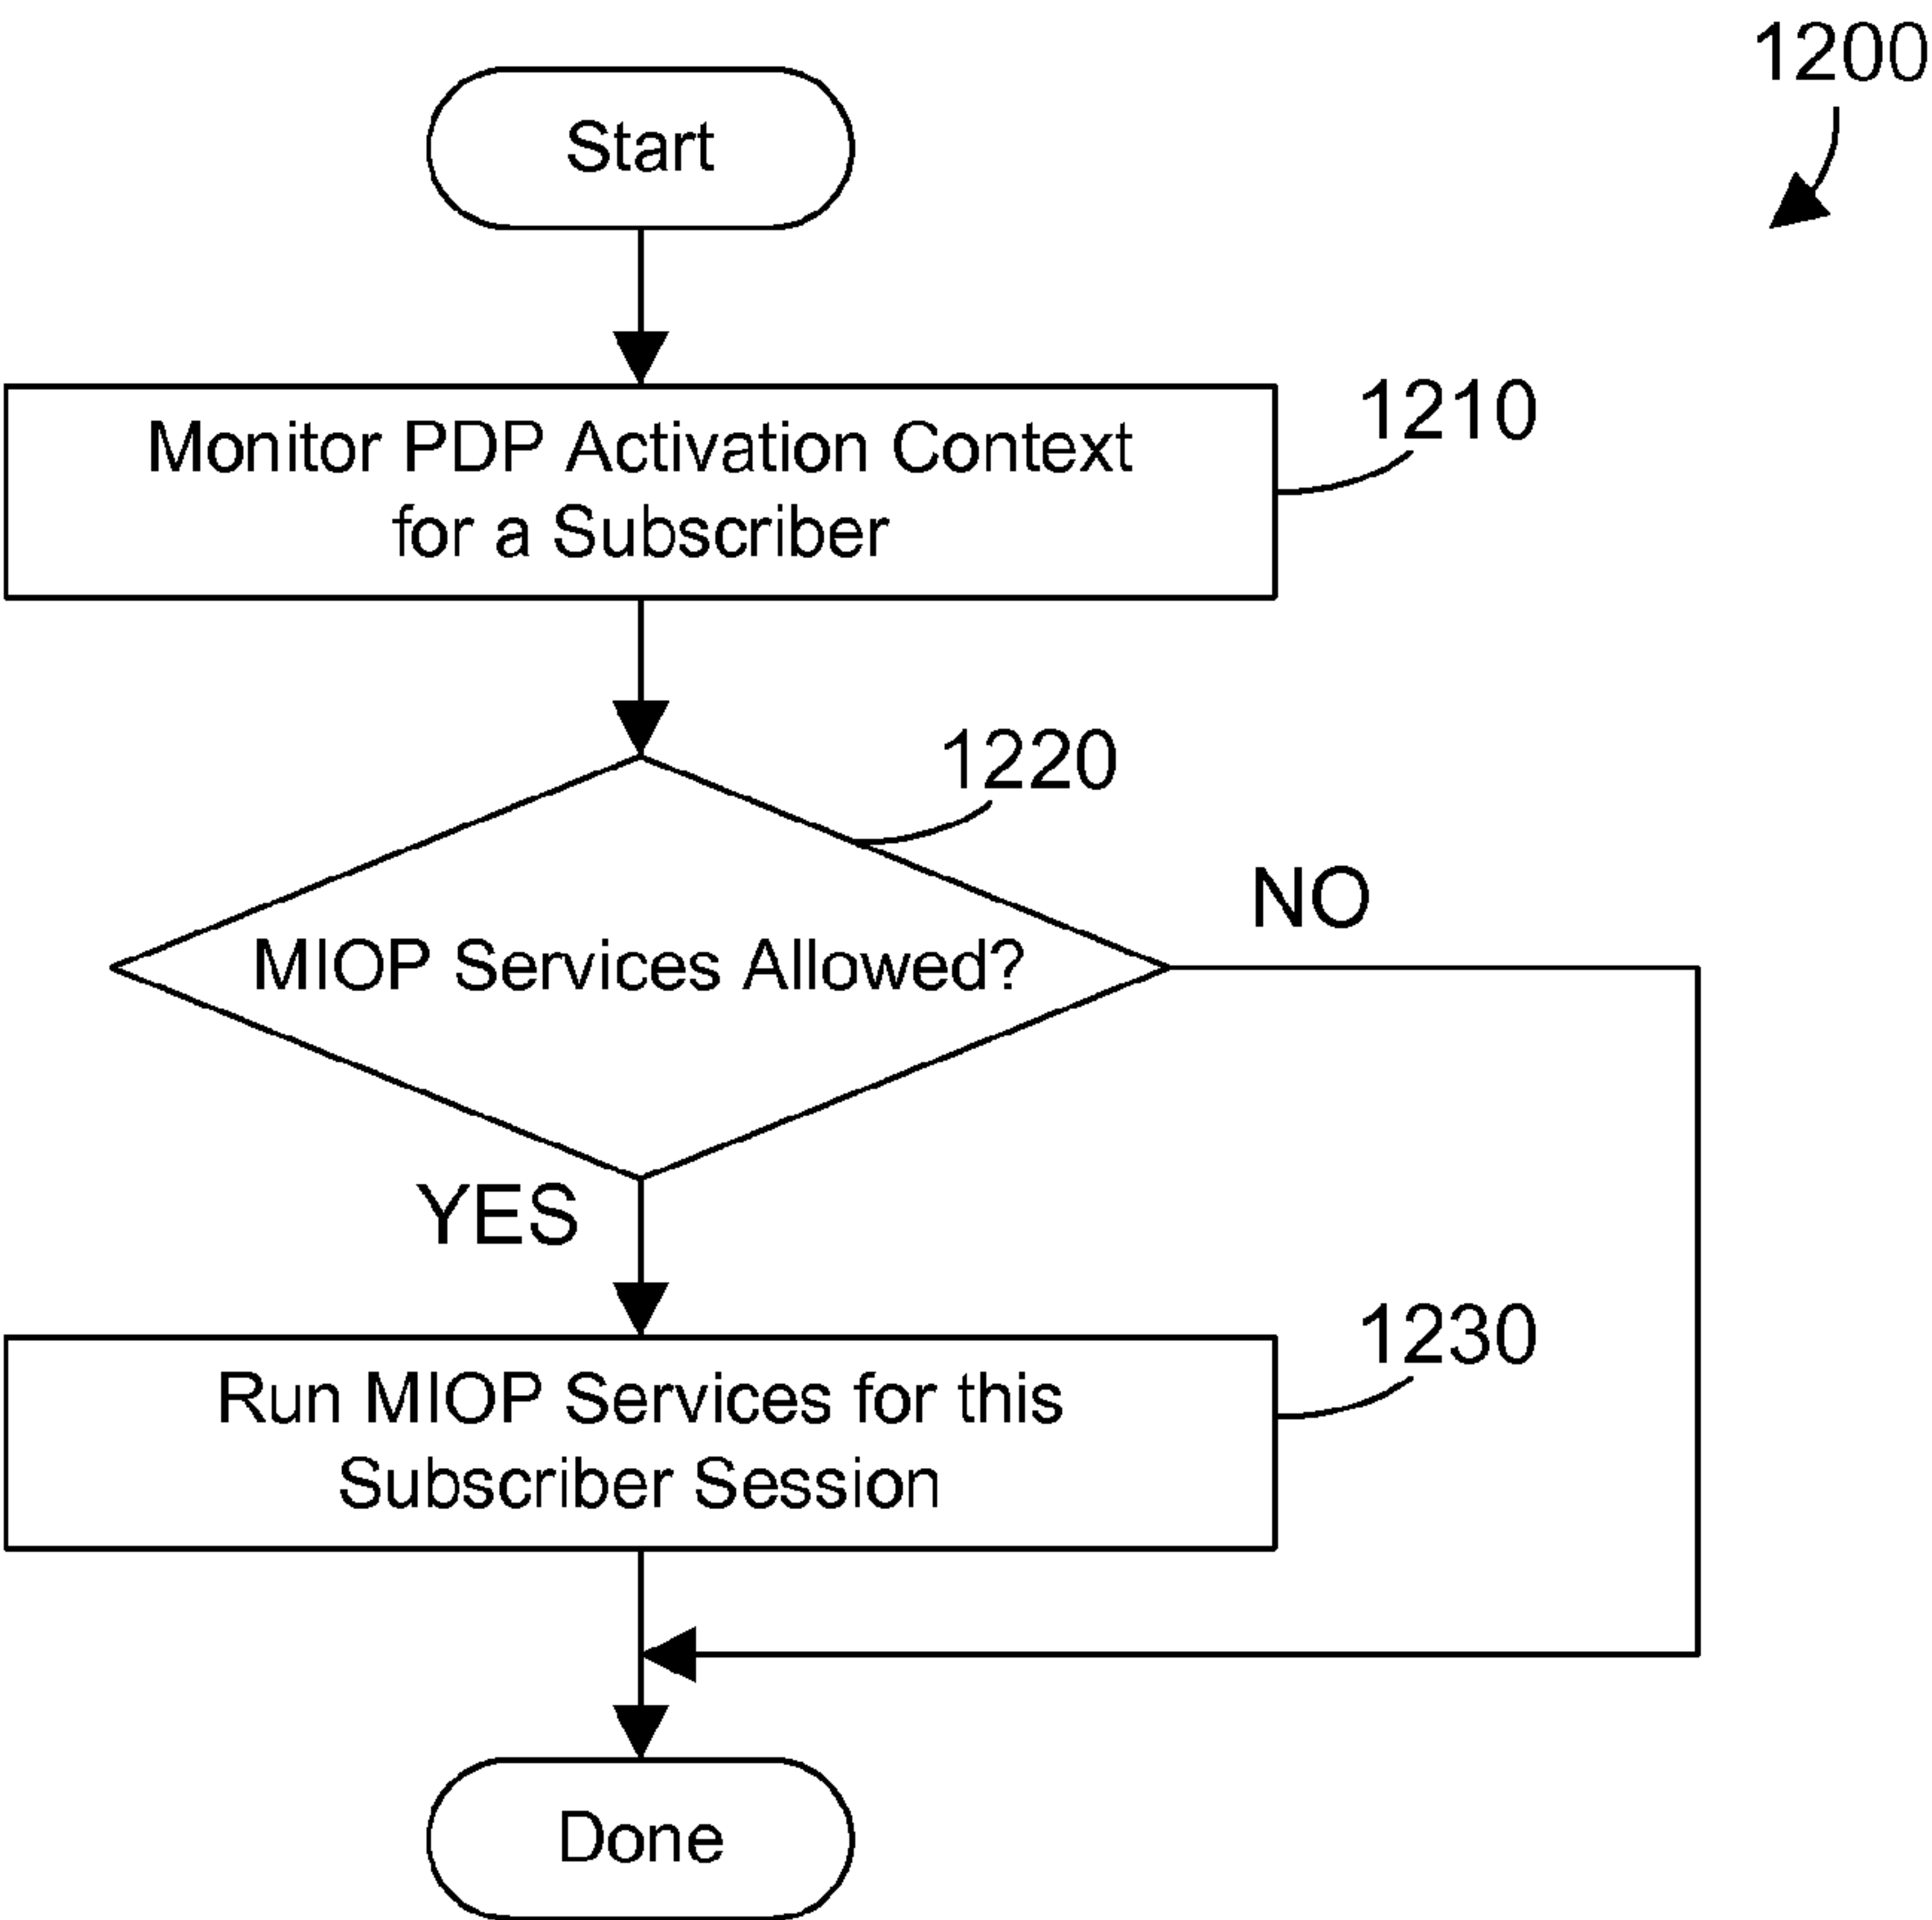 1200
Start
1210
Monitor PDP Activation Context
for a Subscriber
1220
NO
MIOP Services Allowed?
YES
1230
Run MIOP Services for this
Subscriber Session
Done